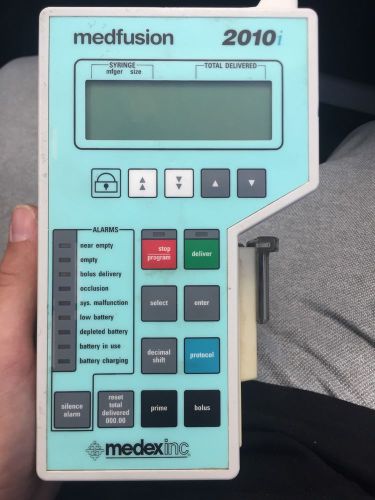 medfusion 2010i
SYRINGE TOTAL DELIVERED
mfger size
ALARMS
near empty
empty
bolus delivery
occlusion
sys. malfunction
low battery
depleted battery
battery in use
battery charging
stop
program
deliver
select
enter
decimal
shift
protocol
silence
alarm
reset
total
delivered
000.00
prime
bolus
medexinc.